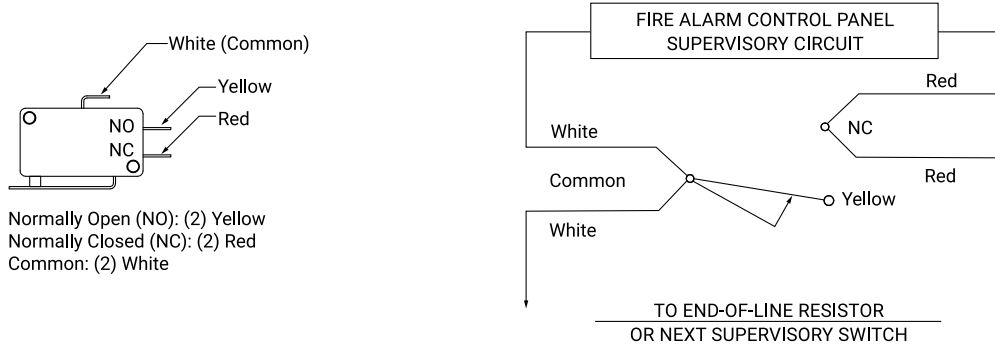 White (Common)
Yellow
Red
NO
NC
Normally Open (NO): (2) Yellow
Normally Closed (NC): (2) Red
Common: (2) White
FIRE ALARM CONTROL PANEL
SUPERVISORY CIRCUIT
Red
NC
Red
White
Common
White
Yellow
TO END-OF-LINE RESISTOR
OR NEXT SUPERVISORY SWITCH